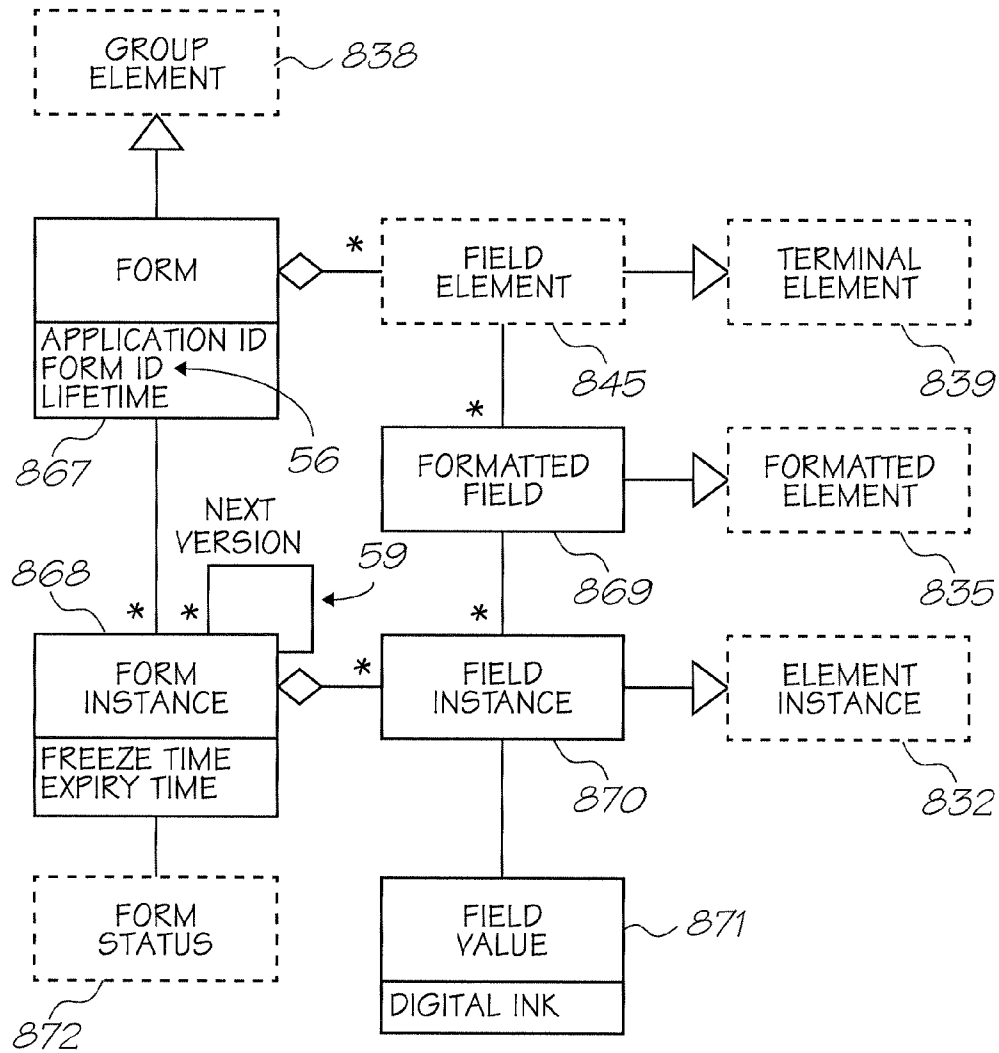 GROUP
ELEMENT
838
FORM
APPLICATION ID
FORM ID
LIFETIME
867
56
*
FIELD
ELEMENT
845
TERMINAL
ELEMENT
839
*
FORMATTED
FIELD
869
FORMATTED
ELEMENT
835
NEXT
VERSION
59
868
*
*
FORM
INSTANCE
FREEZE TIME
EXPIRY TIME
*
*
FIELD
INSTANCE
870
ELEMENT
INSTANCE
832
FORM
STATUS
872
FIELD
VALUE
871
DIGITAL INK